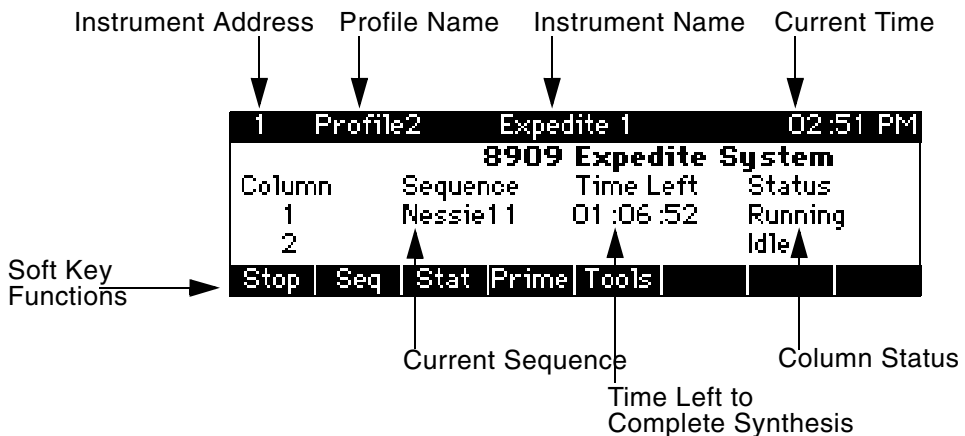 Instrument Address Profile Name Instrument Name Current Time
1 Profile2 Expedite 1 02:51 PM
8909 Expedite System
Column Sequence Time Left Status
1 Nessie11 01:06:52 Running
2 Idle
Soft Key
Functions
Stop Seq Stat Prime Tools
Current Sequence Column Status
Time Left to
Complete Synthesis